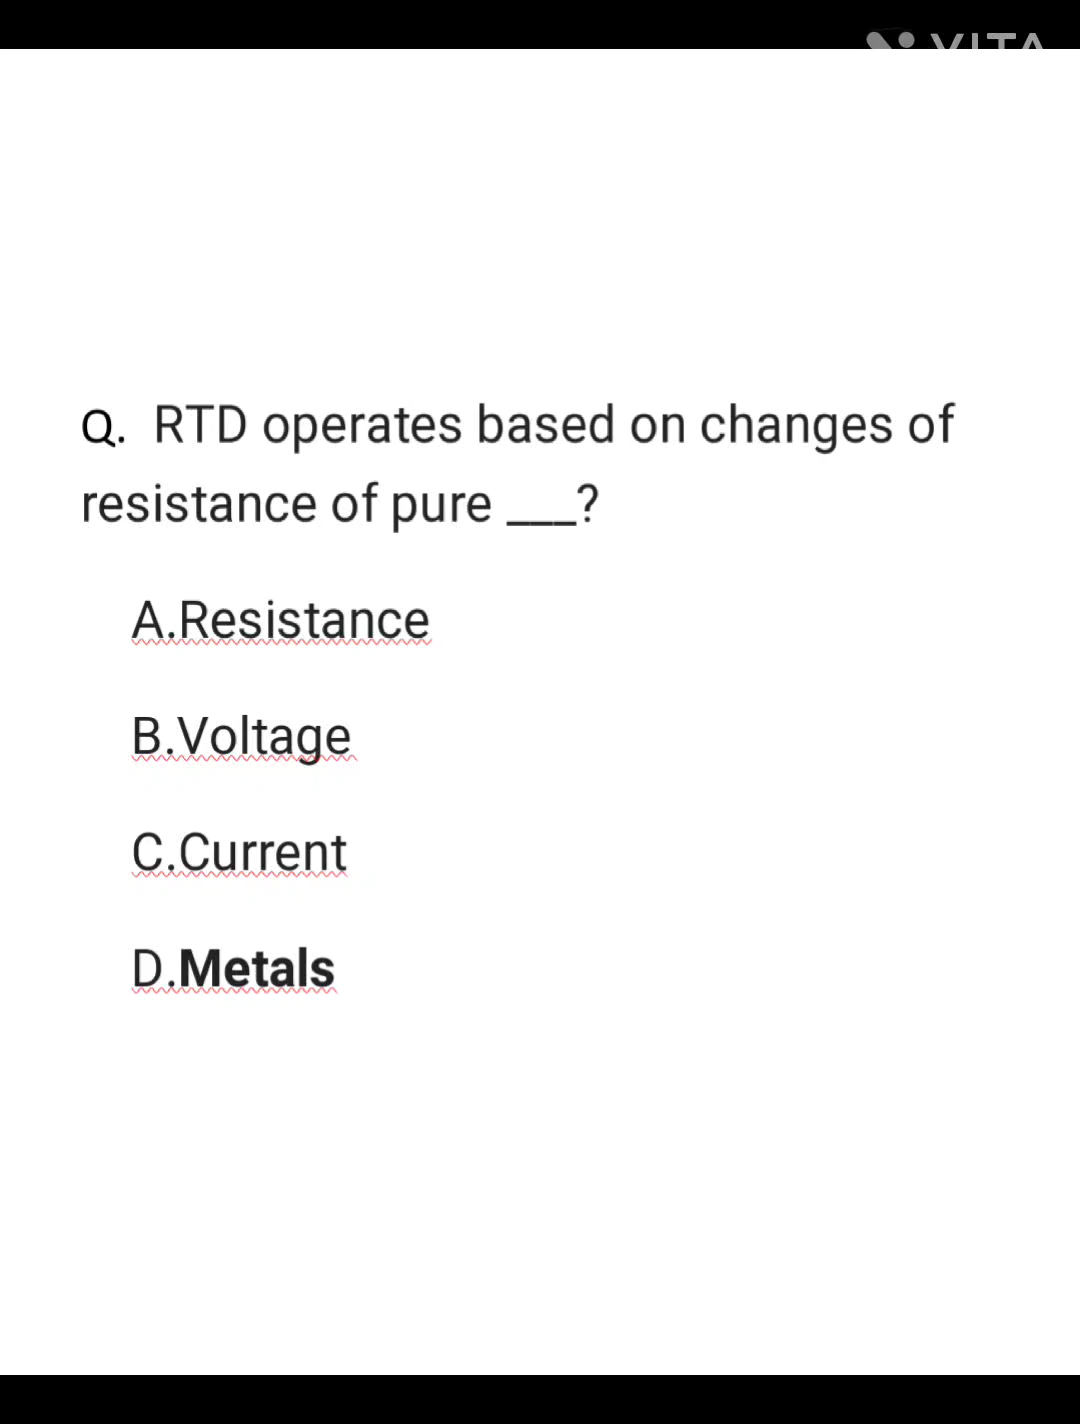 VITA
Q. RTD operates based on changes of
resistance of pure ___?
A.Resistance
B.Voltage
C.Current
D.Metals